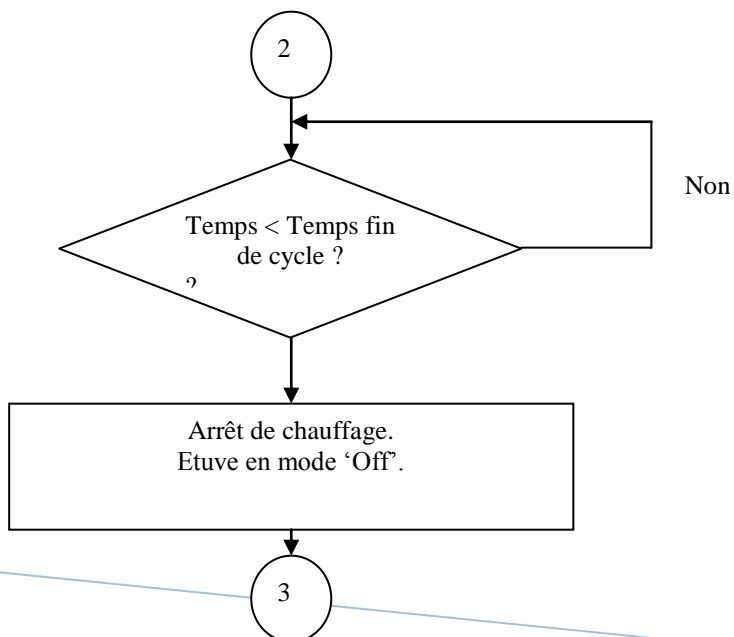 2
Non
Temps < Temps fin
de cycle ?
?
Arrêt de chauffage.
Etuve en mode ‘Off’.
3